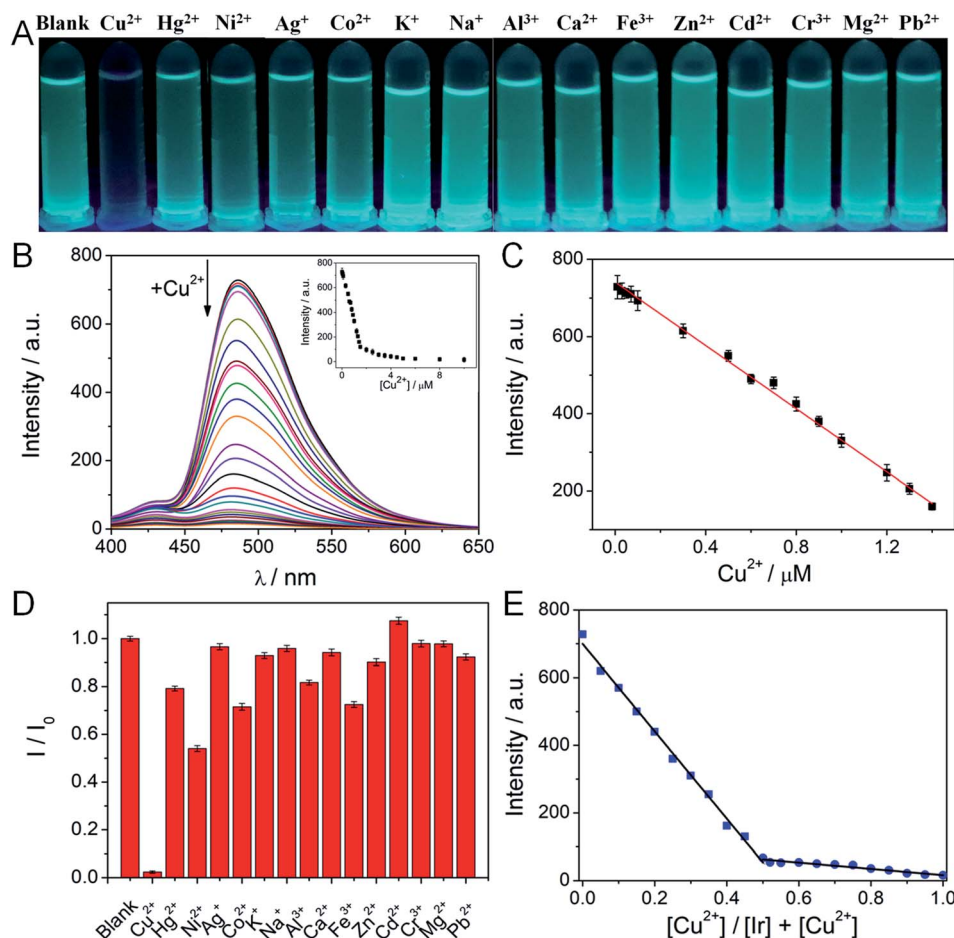 A
Blank Cu²⁺ Hg²⁺ Ni²⁺ Ag⁺ Co²⁺ K⁺ Na⁺ Al³⁺ Ca²⁺ Fe³⁺ Zn²⁺ Cd²⁺ Cr³⁺ Mg²⁺ Pb²⁺
B
Intensity / a.u.
800
700
600
500
400
300
200
100
0
400 450 500 550 600 650
λ / nm
+Cu²⁺
Intensity / a.u.
800
600
400
200
0
0 4 8
[Cu²⁺] / μM
C
Intensity / a.u.
800
600
400
200
0.0 0.4 0.8 1.2
Cu²⁺ / μM
D
I / I₀
1.0
0.8
0.6
0.4
0.2
0.0
Blank Cu²⁺ Hg²⁺ Ni²⁺ Ag⁺ Co²⁺ K⁺ Na⁺ Al³⁺ Ca²⁺ Fe³⁺ Zn²⁺ Cd²⁺ Cr³⁺ Mg²⁺ Pb²⁺
E
Intensity / a.u.
800
600
400
200
0
0.0 0.2 0.4 0.6 0.8 1.0
[Cu²⁺] / [Ir] + [Cu²⁺]